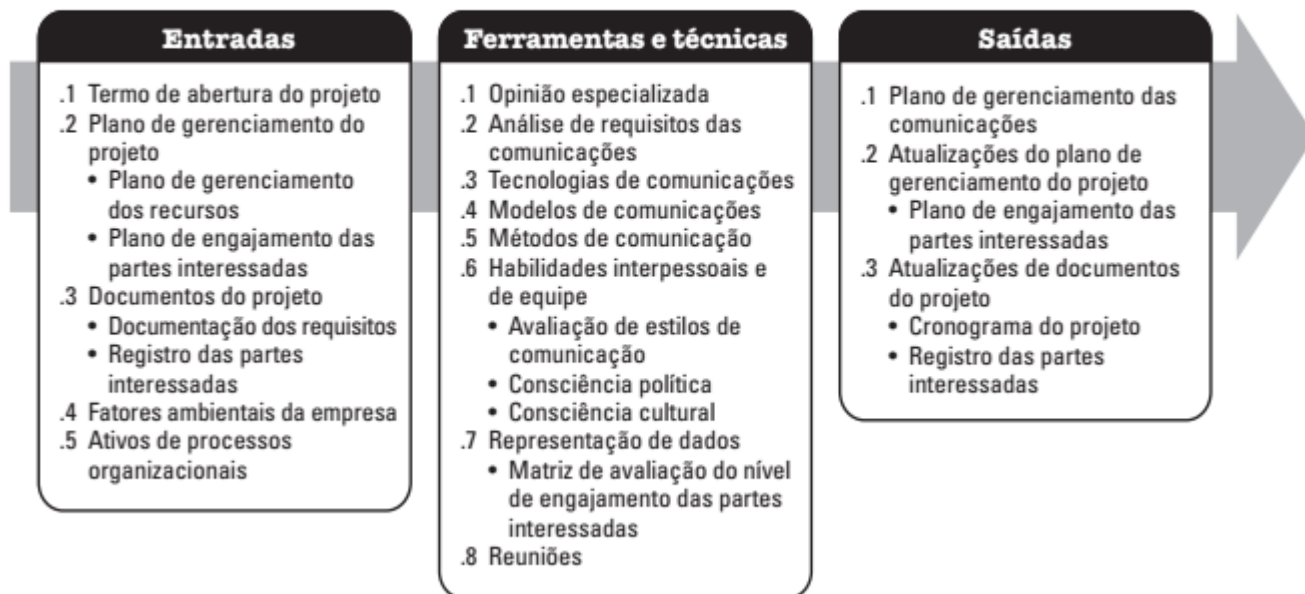 Entradas
.1 Termo de abertura do projeto
.2 Plano de gerenciamento do
projeto
• Plano de gerenciamento
dos recursos
• Plano de engajamento das
partes interessadas
.3 Documentos do projeto
• Documentação dos requisitos
• Registro das partes
interessadas
.4 Fatores ambientais da empresa
.5 Ativos de processos
organizacionais
Ferramentas e técnicas
.1 Opinião especializada
.2 Análise de requisitos das
comunicações
.3 Tecnologias de comunicações
.4 Modelos de comunicações
.5 Métodos de comunicação
.6 Habilidades interpessoais e
de equipe
• Avaliação de estilos de
comunicação
• Consciência política
• Consciência cultural
.7 Representação de dados
• Matriz de avaliação do nível
de engajamento das partes
interessadas
.8 Reuniões
Saídas
.1 Plano de gerenciamento das
comunicações
.2 Atualizações do plano de
gerenciamento do projeto
• Plano de engajamento das
partes interessadas
.3 Atualizações de documentos
do projeto
• Cronograma do projeto
• Registro das partes
interessadas